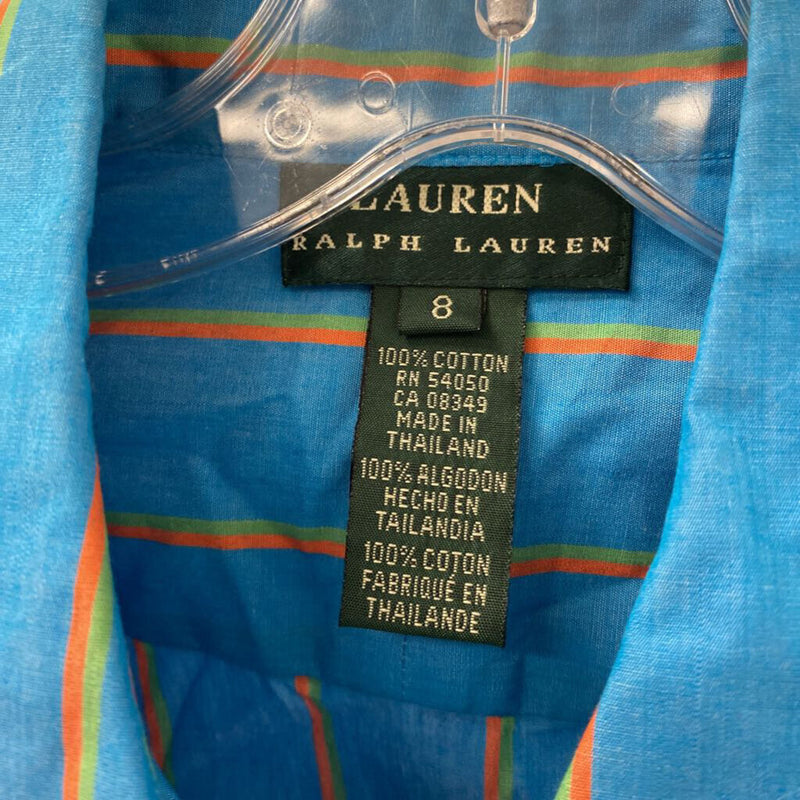 LAUREN
RALPH LAUREN
8
100% COTTON
RN 54050
CA 08349
MADE IN
THAILAND
100% ALGODON
HECHO EN
TAILANDIA
100% COTON
FABRIQUÉ EN
THAILANDE